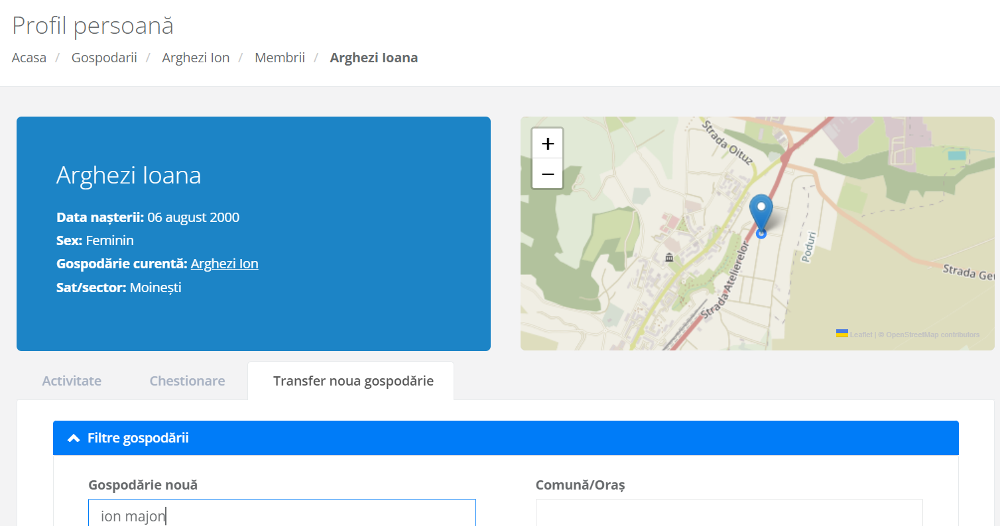 Profil persoană
Acasa / Gospodarii / Arghezi Ion / Membrii / Arghezi Ioana
Arghezi Ioana
Data nașterii: 06 august 2000
Sex: Feminin
Gospodărie curentă: Arghezi Ion
Sat/sector: Moinești
+
−
Strada Oituz
Poduri
Strada Atelierelor
Strada Ge
Leaflet | © OpenStreetMap contributors
Activitate
Chestionare
Transfer noua gospodărie
Filtre gospodării
Gospodărie nouă
Comună/Oraș
ion majon